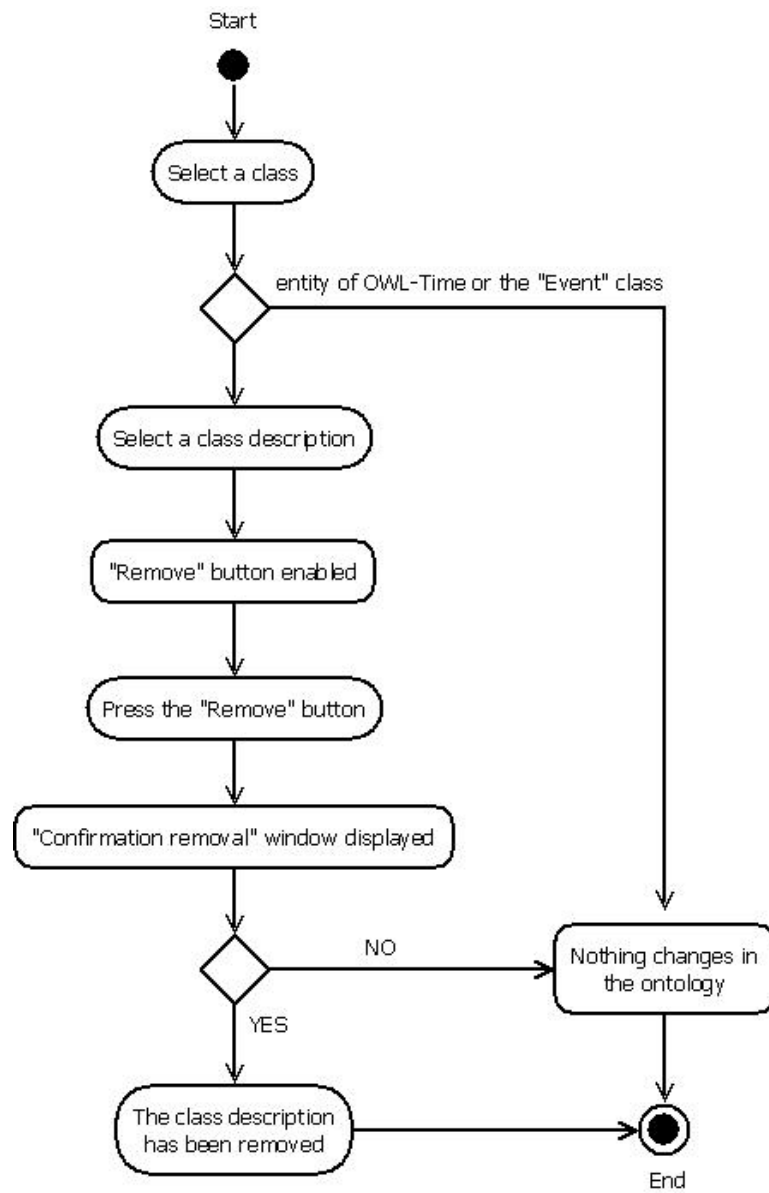 Start
Select a class
entity of OWL-Time or the "Event" class
Select a class description
"Remove" button enabled
Press the "Remove" button
"Confirmation removal" window displayed
NO
Nothing changes in
the ontology
YES
The class description
has been removed
End